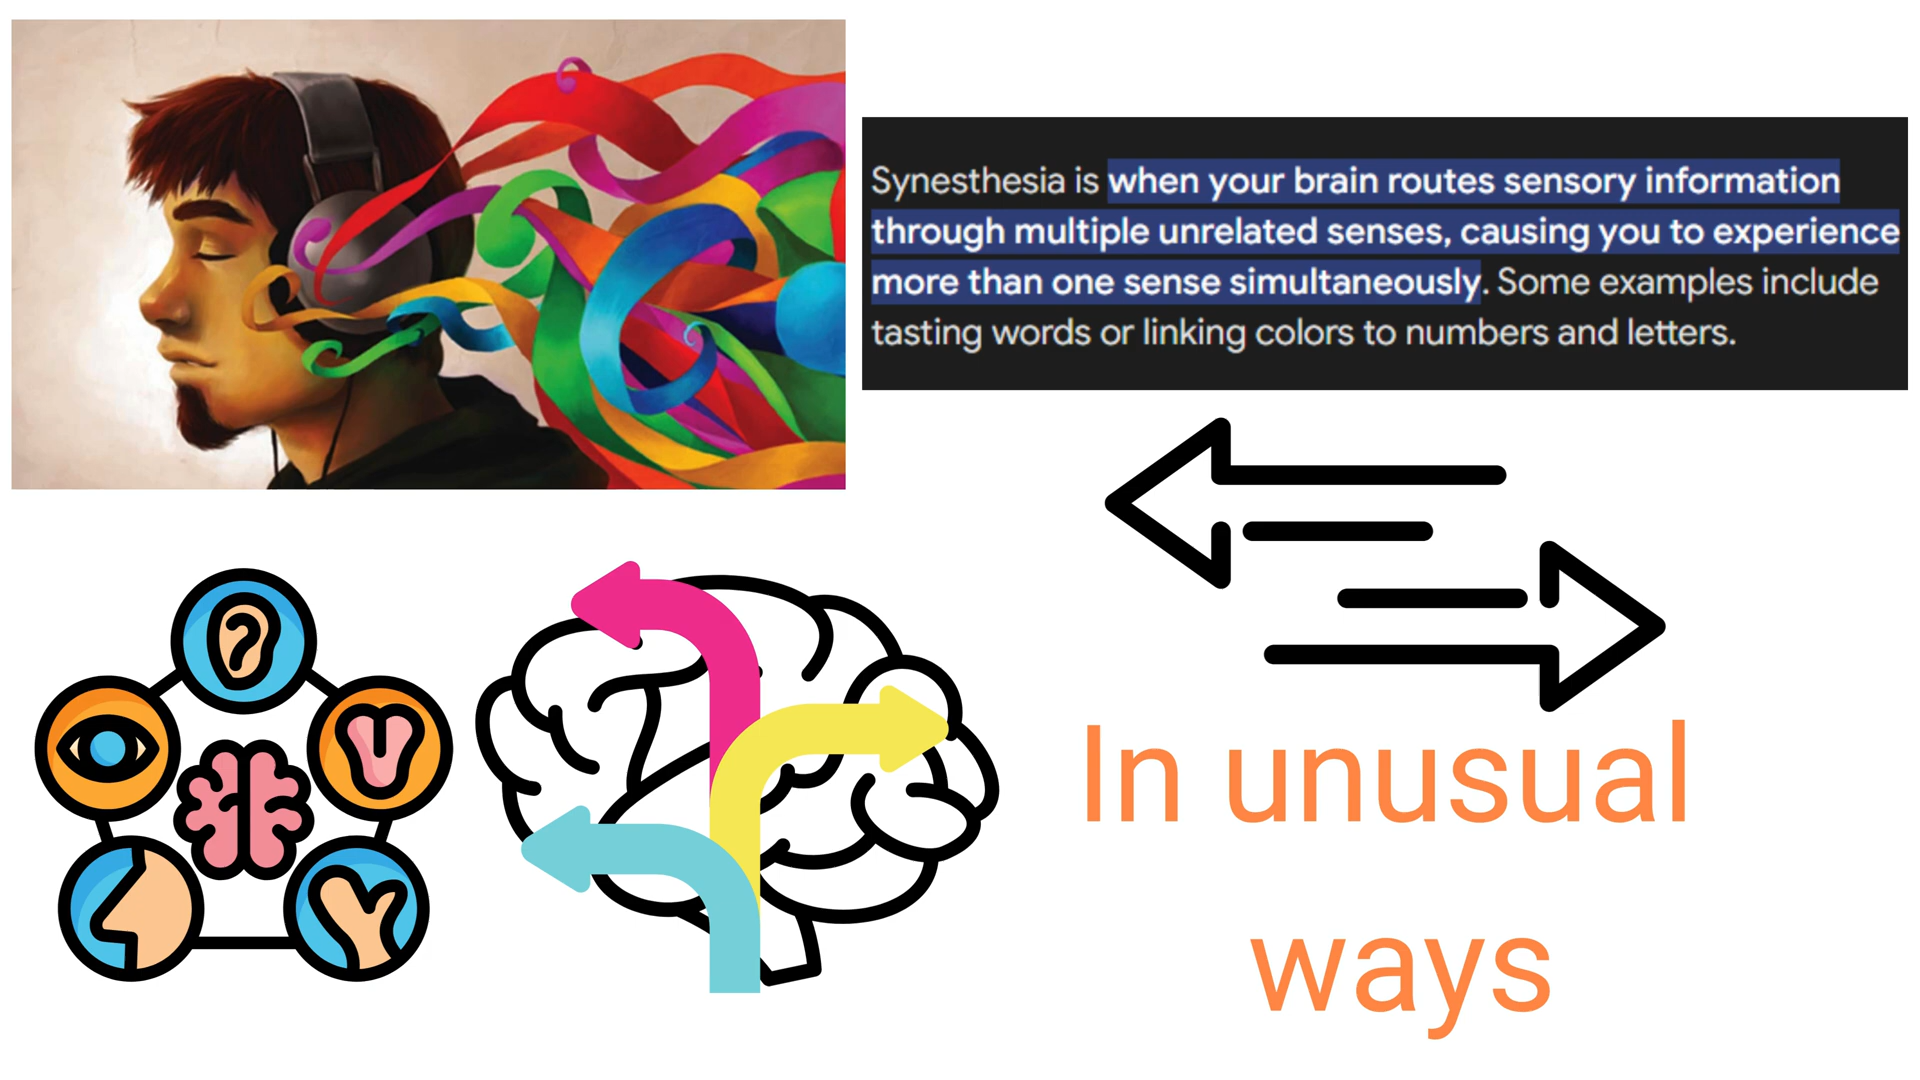 Synesthesia is when your brain routes sensory information
through multiple unrelated senses, causing you to experience
more than one sense simultaneously. Some examples include
tasting words or linking colors to numbers and letters.
In unusual
ways